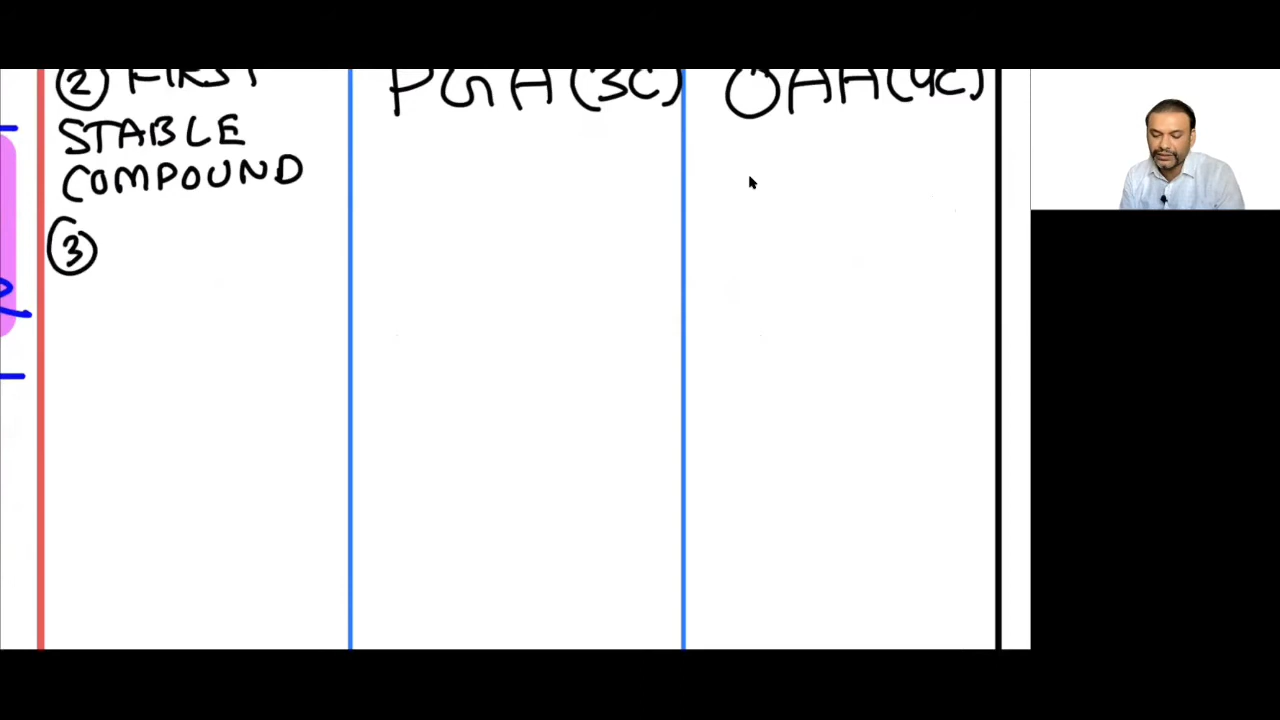 ② FIRST PGA (3C) OAA (4C)
STABLE
COMPOUND
③